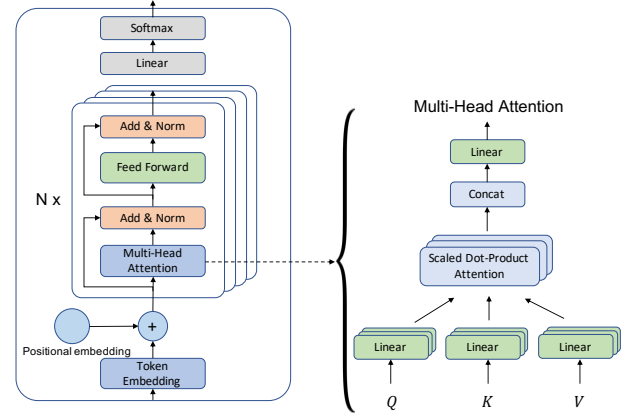 Softmax
Linear
Add & Norm
Feed Forward
N x
Add & Norm
Multi-Head
Attention
+
Positional embedding
Token
Embedding
Multi-Head Attention
Linear
Concat
Scaled Dot-Product
Attention
Linear
Linear
Linear
Q
K
V